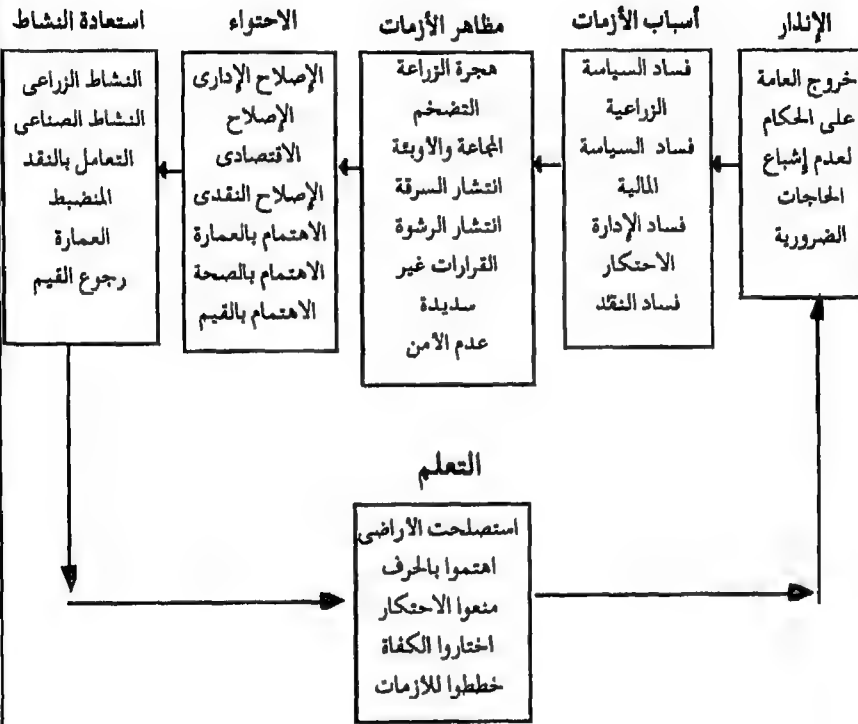 الإنذار
خروج العامة
على الحكام
لعدم إشباع
الحاجات
الضرورية
أسباب الأزمات
فساد السياسة
الزراعية
فساد السياسة
المالية
فساد الإدارة
الاحتكار
فساد النقد
مظاهر الأزمات
هجرة الزراعة
التضخم
المجاعة والأوبئة
انتشار السرقة
انتشار الرشوة
القرارات غير
سديدة
عدم الأمن
الاحتواء
الإصلاح الإدارى
الإصلاح
الاقتصادى
الإصلاح النقدى
الاهتمام بالعمارة
الاهتمام بالصحة
الاهتمام بالقيم
استعادة النشاط
النشاط الزراعى
النشاط الصناعى
التعامل بالنقد
المنضبط
العمارة
رجوع القيم
التعلم
استصلحت الأراضى
اهتموا بالحرف
منعوا الاحتكار
اختاروا الكفاة
خططوا للأزمات